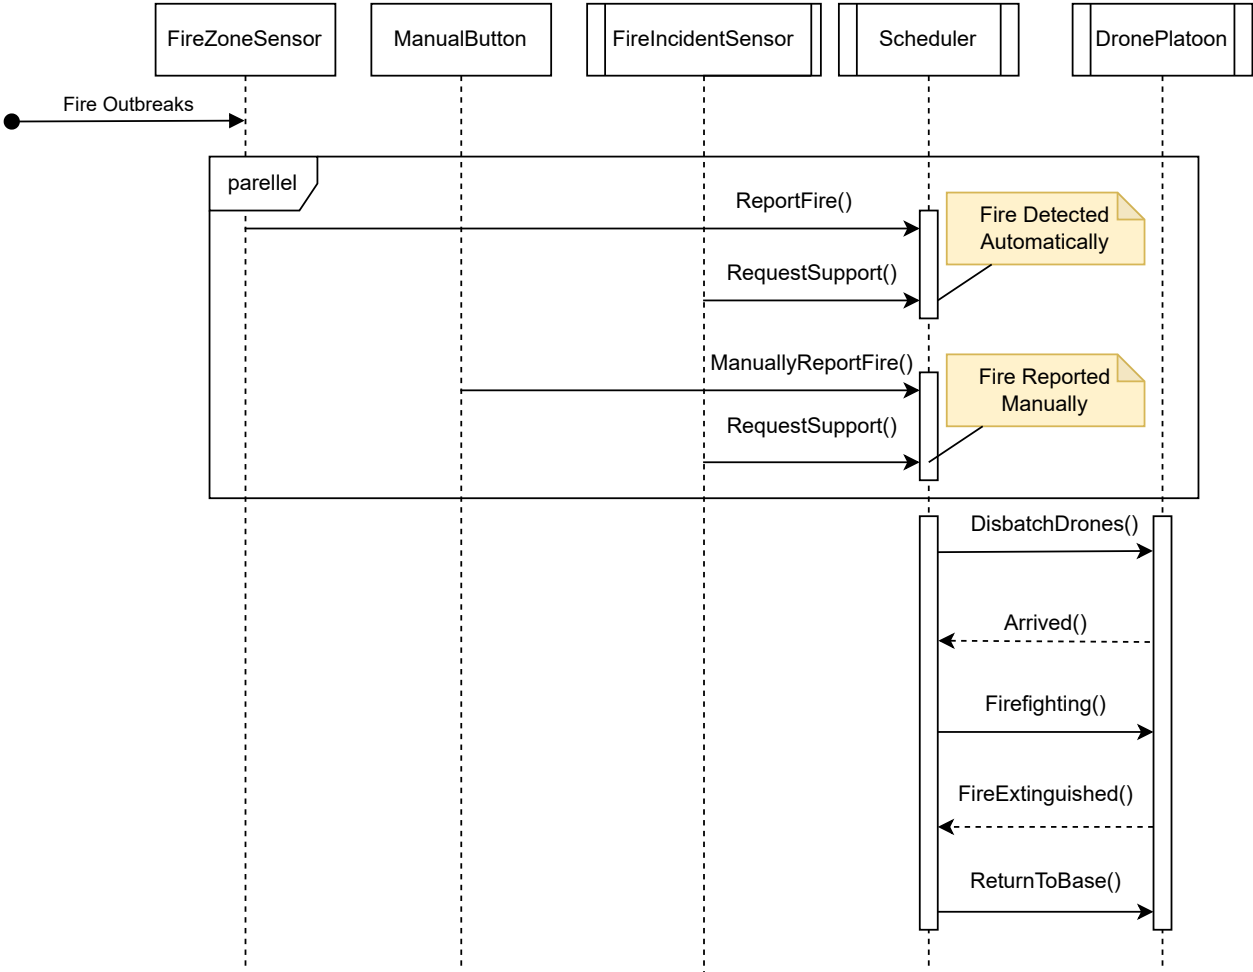 FireZoneSensor
ManualButton
FireIncidentSensor
Scheduler
DronePlatoon
Fire Outbreaks
parellel
ReportFire()
Fire Detected
Automatically
RequestSupport()
ManuallyReportFire()
Fire Reported
Manually
RequestSupport()
DisbatchDrones()
Arrived()
Firefighting()
FireExtinguished()
ReturnToBase()